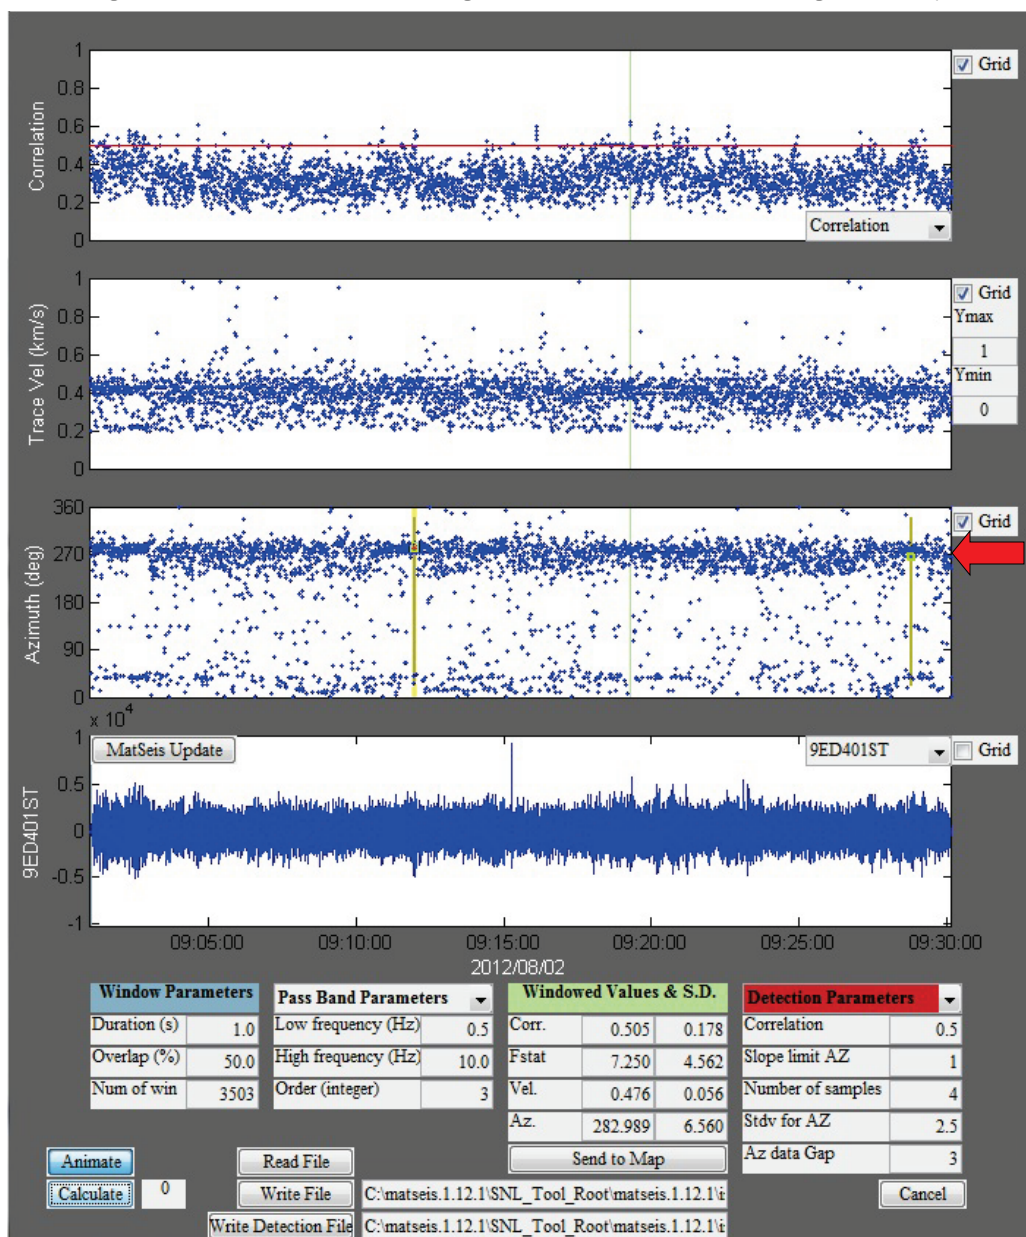 1
Grid
0.8
0.6
0.4
0.2
0
Correlation
Correlation
1
Grid
0.8
Ymax
0.6
1
Ymin
0.4
0
0.2
0
Trace Vel (km/s)
360
Grid
270
180
90
0
Azimuth (deg)
x 10^4
1
MatSeis Update 9ED401ST Grid
0.5
0
-0.5
-1
9ED401ST
09:05:00 09:10:00 09:15:00 09:20:00 09:25:00 09:30:00
2012/08/02
Window Parameters Pass Band Parameters Windowed Values & S.D. Detection Parameters
Duration (s) 1.0 Low frequency (Hz) 0.5 Corr. 0.505 0.178 Correlation 0.5
Overlap (%) 50.0 High frequency (Hz) 10.0 Fstat 7.250 4.562 Slope limit AZ 1
Num of win 3503 Order (integer) 3 Vel. 0.476 0.056 Number of samples 4
Az. 282.989 6.560 Stdv for AZ 2.5
Animate Read File Send to Map Az data Gap 3
Calculate 0 Write File C:\matseis.1.12.1\SNL_Tool_Root\matseis.1.12.1\i Cancel
Write Detection File C:\matseis.1.12.1\SNL_Tool_Root\matseis.1.12.1\i